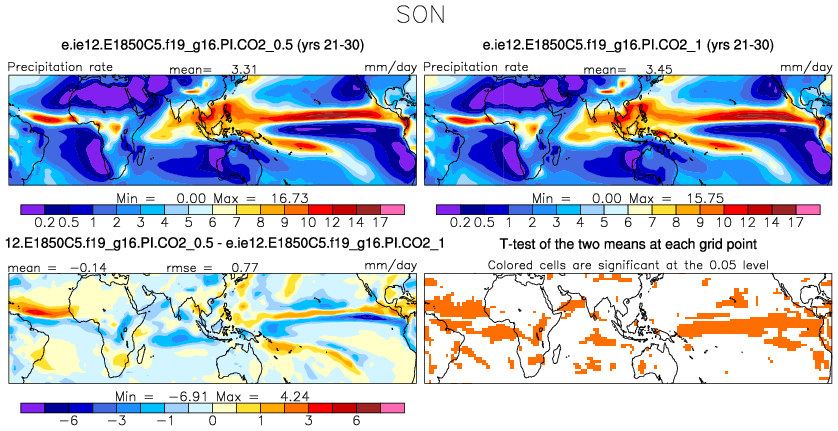 SON
e.ie12.E1850C5.f19_g16.PI.CO2_0.5 (yrs 21-30)
e.ie12.E1850C5.f19_g16.PI.CO2_1 (yrs 21-30)
Precipitation rate mean= 3.31 mm/day
Precipitation rate mean= 3.45 mm/day
Min = 0.00 Max = 16.73
Min = 0.00 Max = 15.75
0.2 0.5 1 2 3 4 5 6 7 8 9 10 12 14 17
0.2 0.5 1 2 3 4 5 6 7 8 9 10 12 14 17
12.E1850C5.f19_g16.PI.CO2_0.5 - e.ie12.E1850C5.f19_g16.PI.CO2_1
T-test of the two means at each grid point
mean = -0.14 rmse = 0.77 mm/day
Colored cells are significant at the 0.05 level
Min = -6.91 Max = 4.24
-6 -3 -1 0 1 3 6